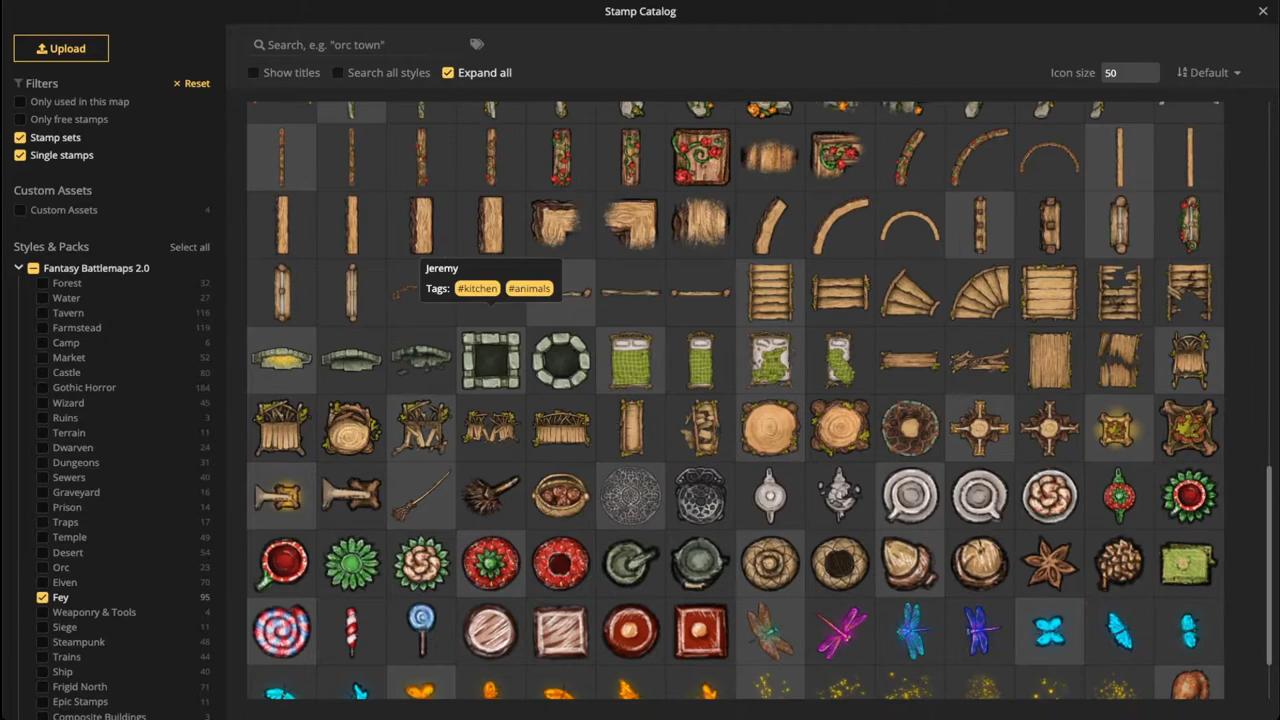 Stamp Catalog
Upload
Search, e.g. "orc town"
Show titles
Search all styles
Expand all
Icon size
50
Default
Filters
Reset
Only used in this map
Only free stamps
Stamp sets
Single stamps
Custom Assets
Custom Assets 4
Styles & Packs Select all
Fantasy Battlemaps 2.0
Forest 32
Water 27
Tavern 116
Farmstead 119
Camp 6
Market 52
Castle 80
Gothic Horror 184
Wizard 45
Ruins 3
Terrain 11
Dwarven 24
Dungeons 31
Sewers 40
Graveyard 16
Prison 14
Traps 17
Temple 49
Desert 54
Orc 23
Elven 70
Fey 95
Weaponry & Tools 4
Siege 11
Steampunk 48
Trains 44
Ship 40
Frigid North 71
Epic Stamps 22
Composite Buildings
Jeremy
Tags: #kitchen #animals